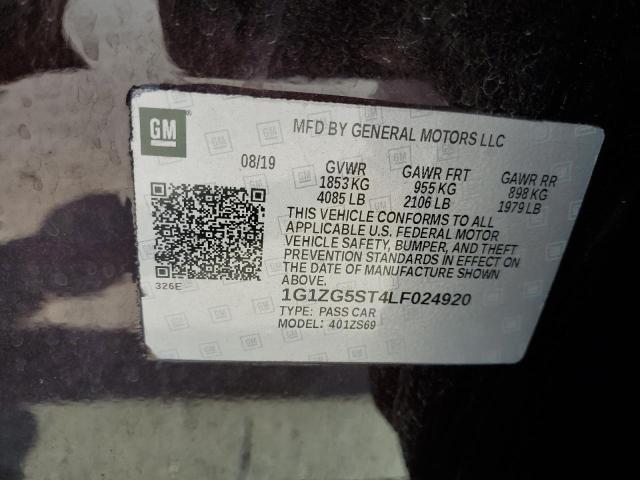 GM
MFD BY GENERAL MOTORS LLC
08/19 GVWR GAWR FRT GAWR RR
1853 KG 955 KG 898 KG
4085 LB 2106 LB 1979 LB
THIS VEHICLE CONFORMS TO ALL
APPLICABLE U.S. FEDERAL MOTOR
VEHICLE SAFETY, BUMPER, AND THEFT
PREVENTION STANDARDS IN EFFECT ON
THE DATE OF MANUFACTURE SHOWN
ABOVE.
326E
1G1ZG5ST4LF024920
TYPE: PASS CAR
MODEL: 401ZS69